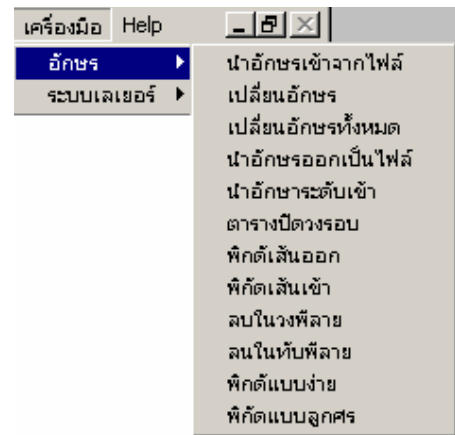 เครื่องมือ Help
อักษร
ระบบเลเยอร์
นำอักษรเข้าจากไฟล์
เปลี่ยนอักษร
เปลี่ยนอักษรทั้งหมด
นำอักษรออกเป็นไฟล์
นำอักษาระดับเข้า
ตารางปิดวงรอบ
พิกดัเส้นออก
พิกัดเส้นเข้า
ลบในวงพีลาย
ลนในทับพีลาย
พิกดัแบบง่าย
พิกัดแบบลูกศร